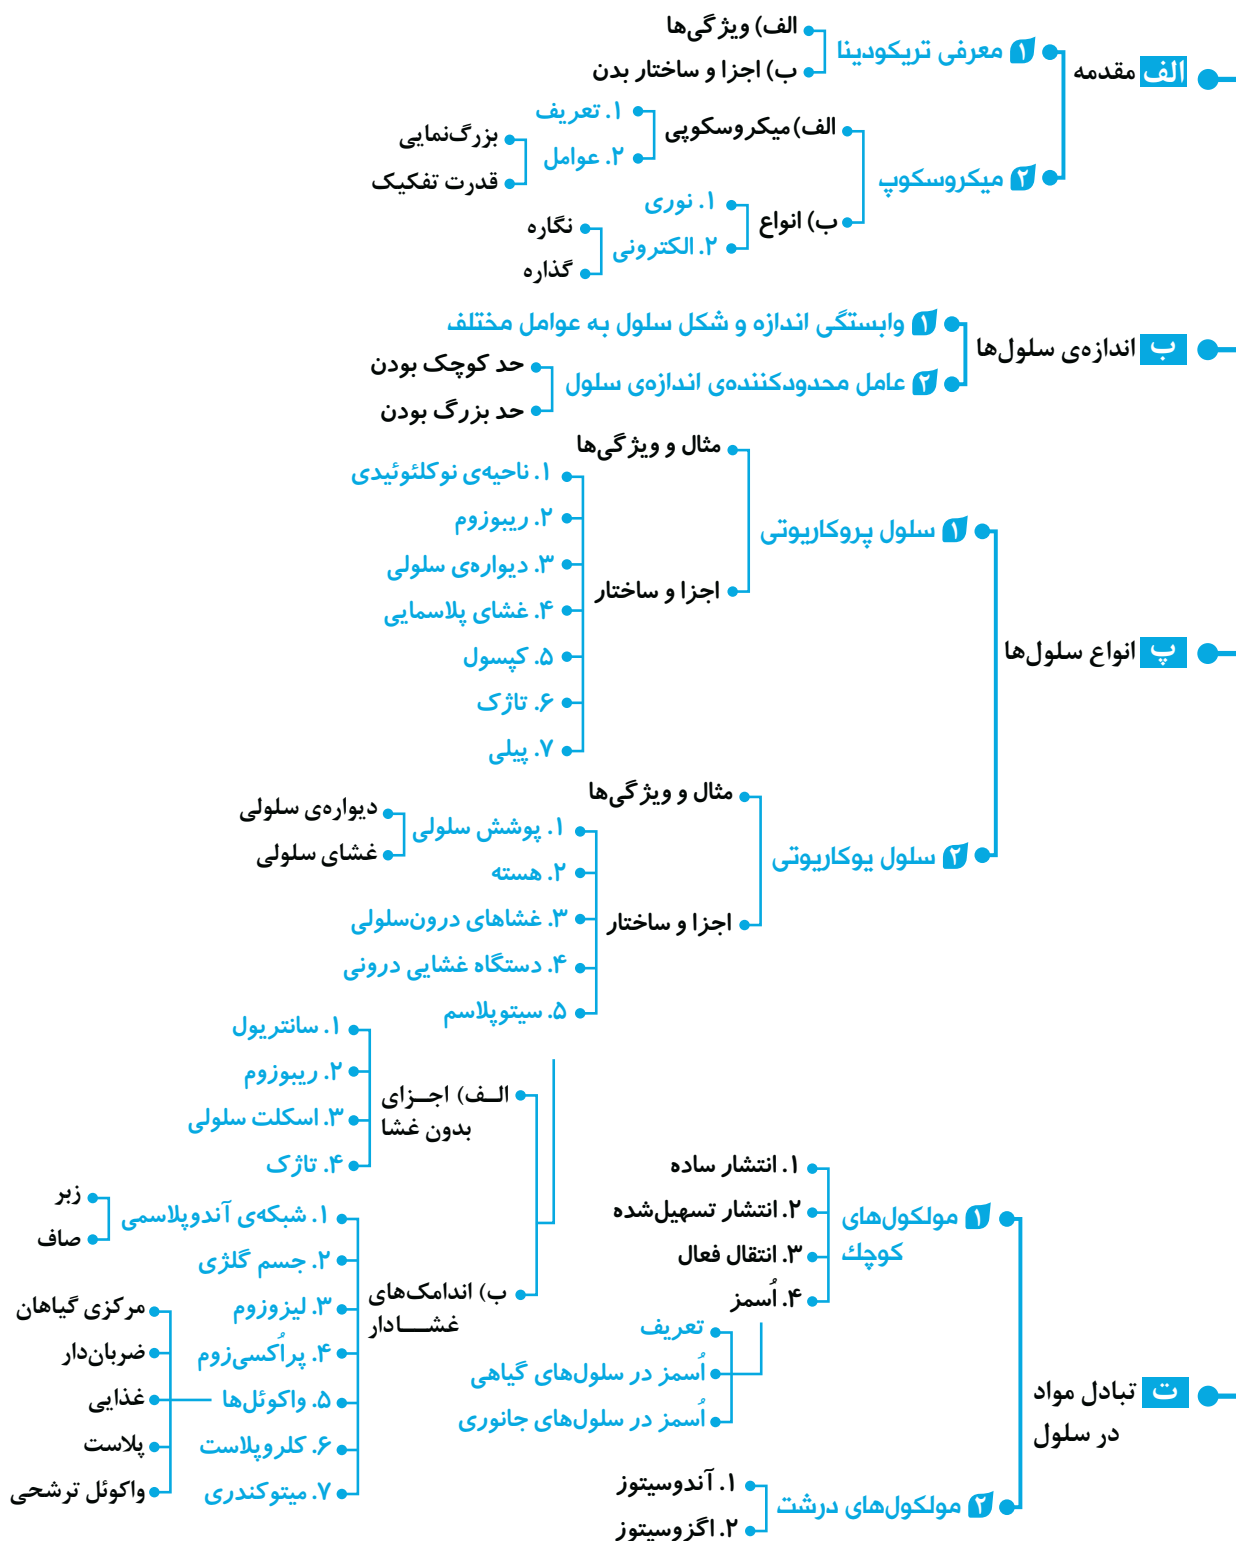 الف مقدمه
۱ معرفی تریکودینا
الف) ویژگی‌ها
ب) اجزا و ساختار بدن
۲ میکروسکوپ
الف) میکروسکوپی
۱. تعریف
۲. عوامل
بزرگ‌نمایی
قدرت تفکیک
ب) انواع
۱. نوری
۲. الکترونی
نگاره
گذاره
ب اندازه‌ی سلول‌ها
۱ وابستگی اندازه و شکل سلول به عوامل مختلف
۲ عامل محدودکننده‌ی اندازه‌ی سلول
حد کوچک بودن
حد بزرگ بودن
پ انواع سلول‌ها
۱ سلول پروکاریوتی
مثال و ویژگی‌ها
اجزا و ساختار
۱. ناحیه‌ی نوکلئوئیدی
۲. ریبوزوم
۳. دیواره‌ی سلولی
۴. غشای پلاسمایی
۵. کپسول
۶. تاژک
۷. پیلی
۲ سلول یوکاریوتی
مثال و ویژگی‌ها
اجزا و ساختار
۱. پوشش سلولی
دیواره‌ی سلولی
غشای سلولی
۲. هسته
۳. غشاهای درون‌سلولی
۴. دستگاه غشایی درونی
۵. سیتوپلاسم
الـف) اجـزای
بدون غشا
۱. سانتریول
۲. ریبوزوم
۳. اسکلت سلولی
۴. تاژک
ب) اندامک‌های
غشـــادار
۱. شبکه‌ی آندوپلاسمی
زبر
صاف
۲. جسم گلژی
۳. لیزوزوم
۴. پراُکسی‌زوم
۵. واکوئل‌ها
مرکزی گیاهان
ضربان‌دار
غذایی
پلاست
واکوئل ترشحی
۶. کلروپلاست
۷. میتوکندری
ت تبادل مواد
در سلول
۱ مولکول‌های
کوچك
۱. انتشار ساده
۲. انتشار تسهیل‌شده
۳. انتقال فعال
۴. اُسمز
تعریف
اُسمز در سلول‌های گیاهی
اُسمز در سلول‌های جانوری
۲ مولکول‌های درشت
۱. آندوسیتوز
۲. اگزوسیتوز